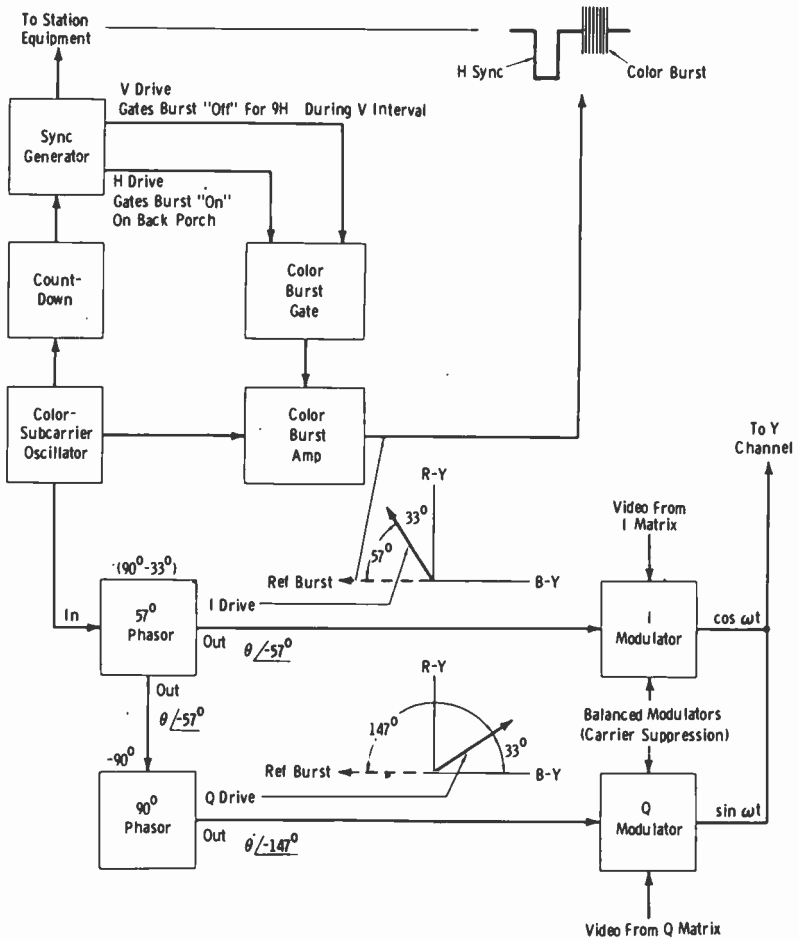 To Station
Equipment
H Sync
Color Burst
V Drive
Gates Burst "Off" For 9H During V Interval
Sync
Generator
H Drive
Gates Burst "On"
On Back Porch
Count-
Down
Color
Burst
Gate
Color-
Subcarrier
Oscillator
Color
Burst
Amp
To Y
Channel
R-Y
33°
57°
Ref Burst
B-Y
Video From
I Matrix
(90°-33°)
In
57°
Phasor
I Drive
Out
θ/-57°
I
Modulator
cos ωt
Out
θ/-57°
R-Y
147°
33°
Ref Burst
B-Y
Balanced Modulators
(Carrier Suppression)
-90°
90°
Phasor
Q Drive
Out
θ/-147°
Q
Modulator
sin ωt
Video From Q Matrix